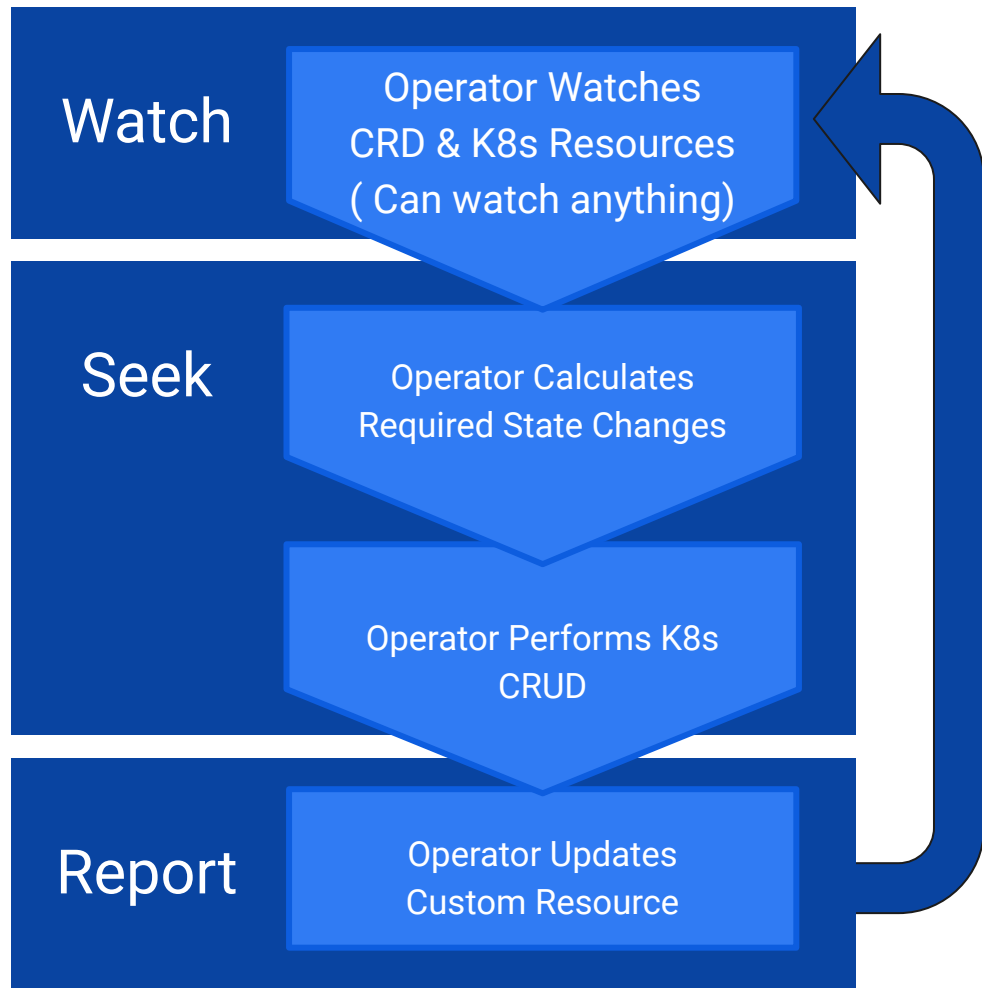 Watch
Operator Watches
CRD & K8s Resources
( Can watch anything)
Seek
Operator Calculates
Required State Changes
Operator Performs K8s
CRUD
Report
Operator Updates
Custom Resource